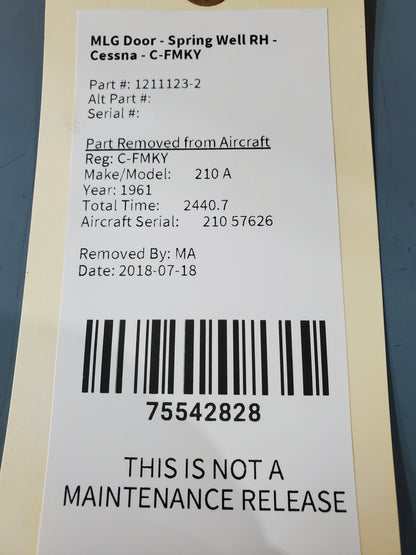 MLG Door - Spring Well RH -
Cessna - C-FMKY
Part #: 1211123-2
Alt Part #:
Serial #:
Part Removed from Aircraft
Reg: C-FMKY
Make/Model: 210 A
Year: 1961
Total Time: 2440.7
Aircraft Serial: 210 57626
Removed By: MA
Date: 2018-07-18
75542828
THIS IS NOT A
MAINTENANCE RELEASE